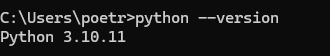 C:\Users\poetr>python --version
Python 3.10.11